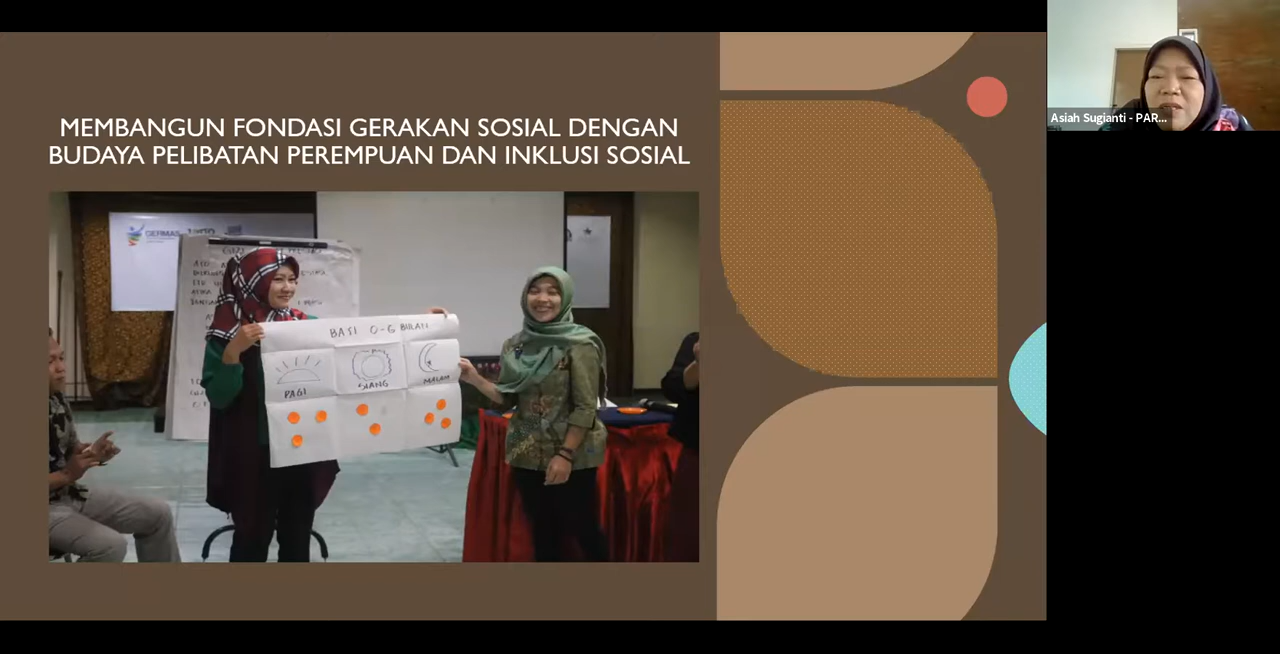 MEMBANGUN FONDASI GERAKAN SOSIAL DENGAN
BUDAYA PELIBATAN PEREMPUAN DAN INKLUSI SOSIAL
GERMAS
BAYI 0-6 BULAN
PAGI
SIANG
MALAM
Asiah Sugianti - PAR...